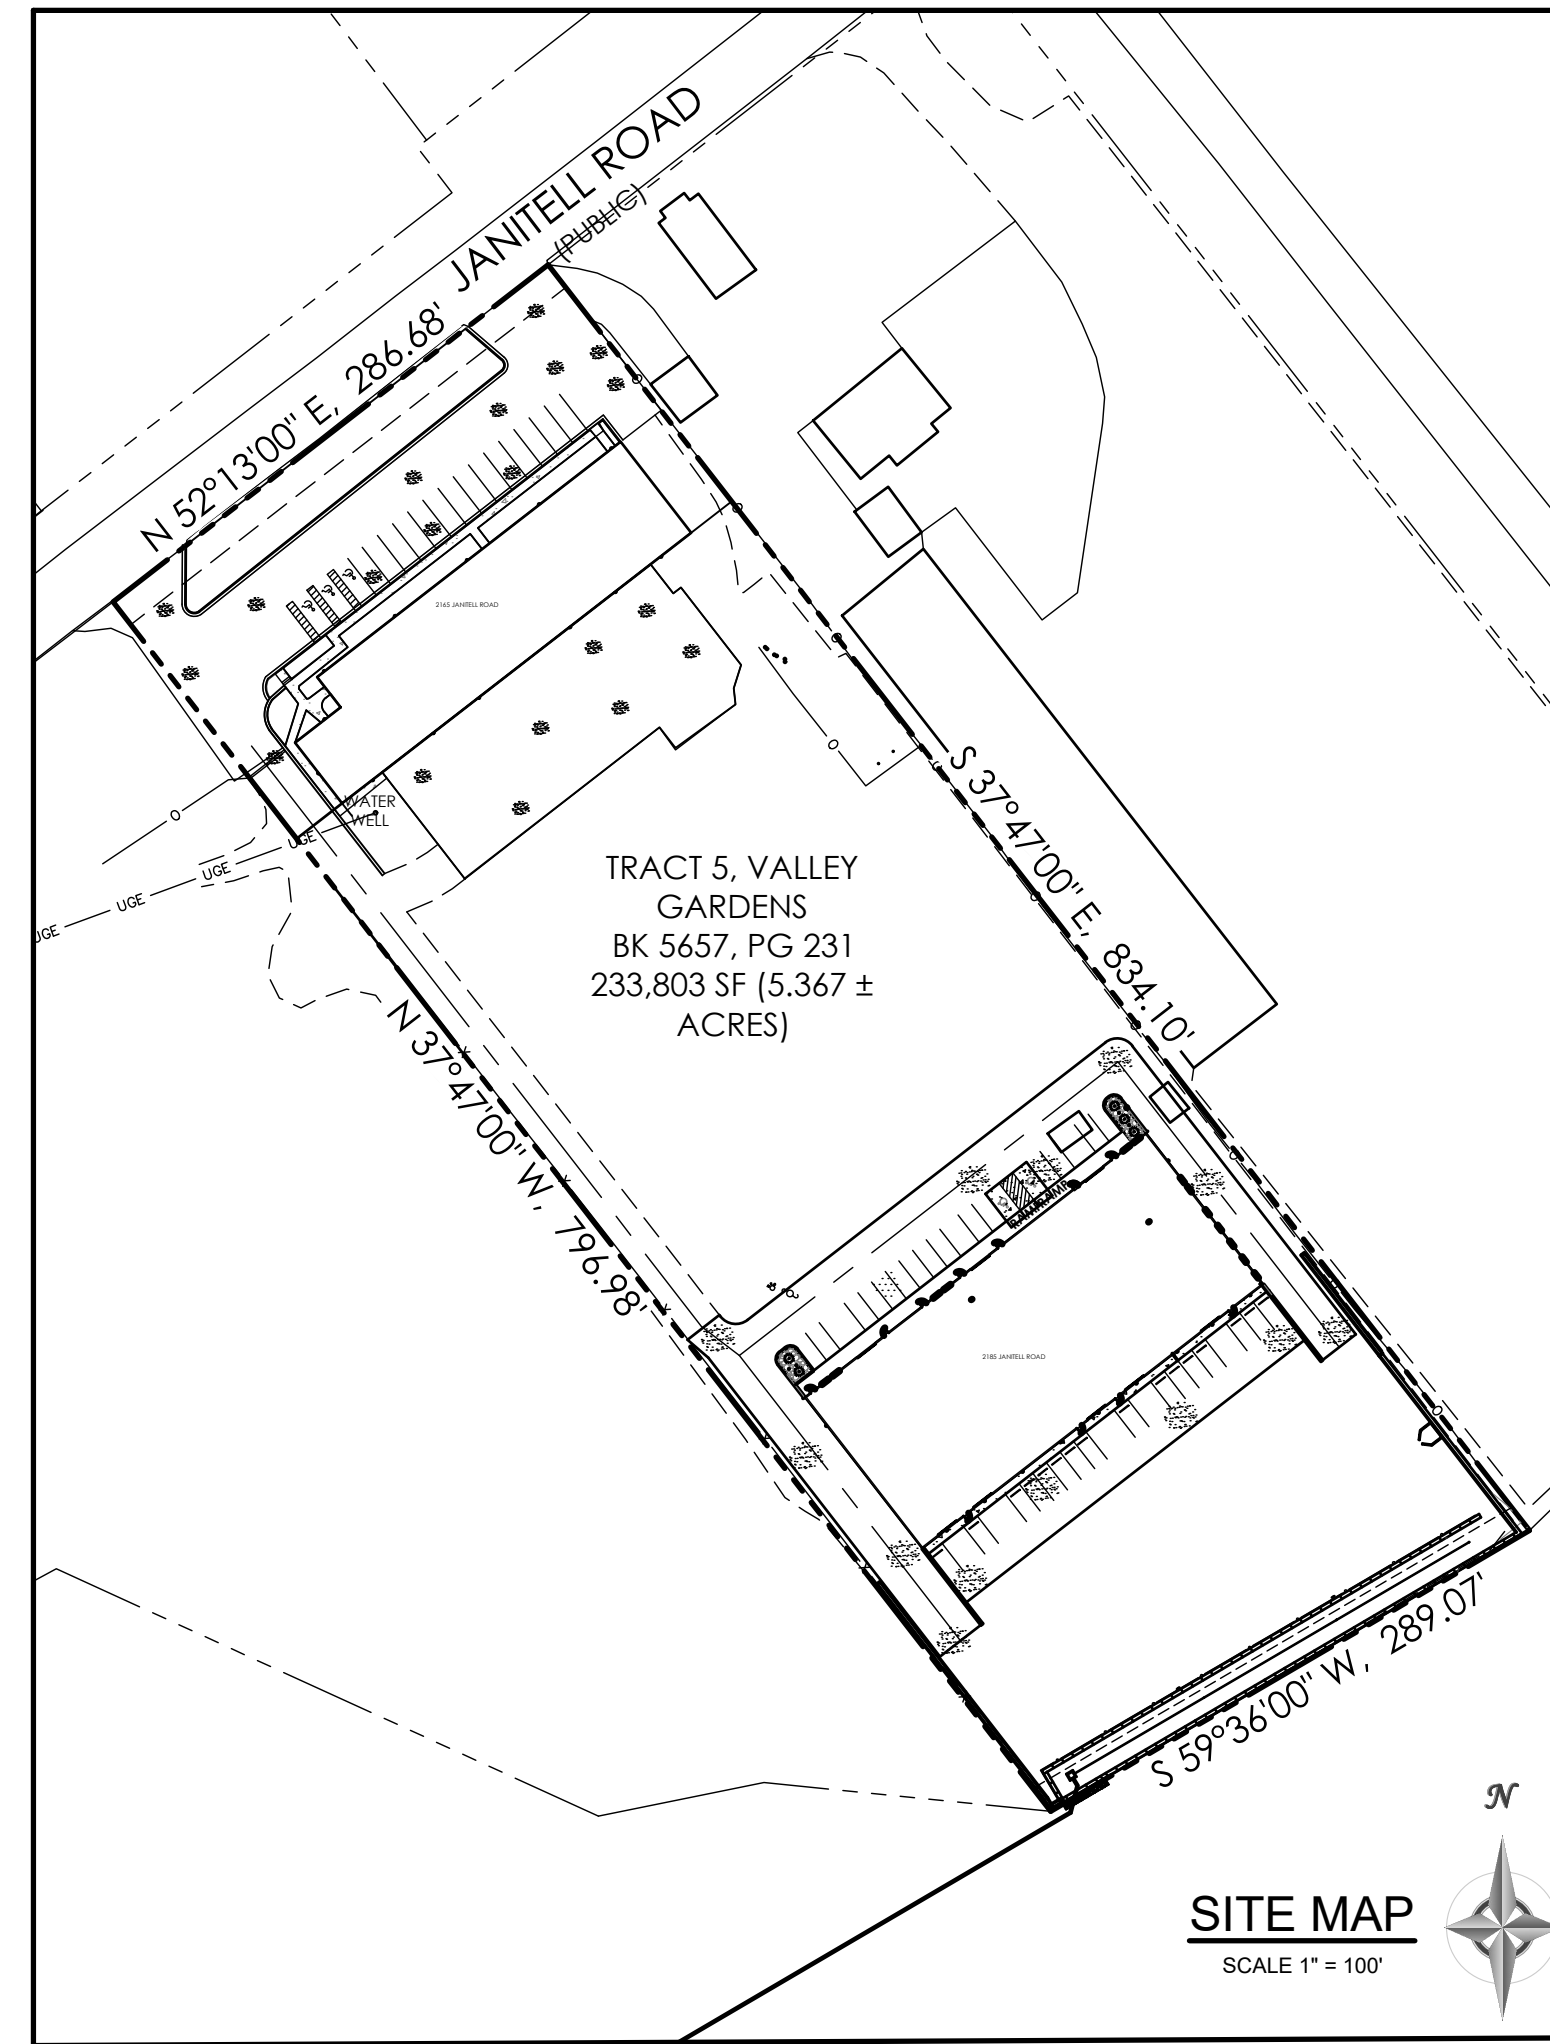 JANITELL ROAD
(PUBLIC)
N 52°13'00" E, 286.68'
2165 JANITELL ROAD
WATER
WELL
O
O
UGE
UGE
UGE
UGE
S 37°47'00" E, 834.10'
TRACT 5, VALLEY
GARDENS
BK 5657, PG 231
233,803 SF (5.367 ±
ACRES)
N 37°47'00" W, 796.98'
RAMP
RAMP
2185 JANITELL ROAD
S 59°36'00" W, 289.07'
N
SITE MAP
SCALE 1" = 100'